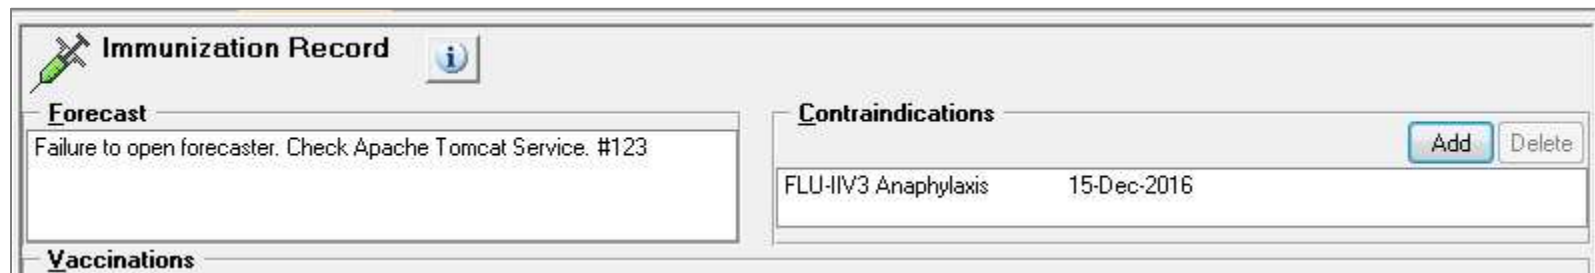 Immunization Record
Forecast
Failure to open forecaster. Check Apache Tomcat Service. #123
Contraindications
Add Delete
FLU-IIV3 Anaphylaxis 15-Dec-2016
Vaccinations